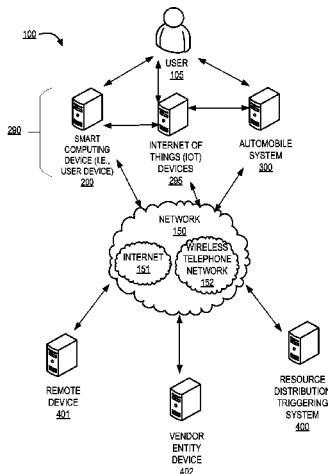 100
USER
105
290
SMART
COMPUTING
DEVICE (I.E.,
USER DEVICE)
200
INTERNET OF
THINGS (IOT)
DEVICES
295
AUTOMOBILE
SYSTEM
300
NETWORK
150
INTERNET
151
WIRELESS
TELEPHONE
NETWORK
152
REMOTE
DEVICE
401
VENDOR
ENTITY
DEVICE
402
RESOURCE
DISTRIBUTION
TRIGGERING
SYSTEM
400